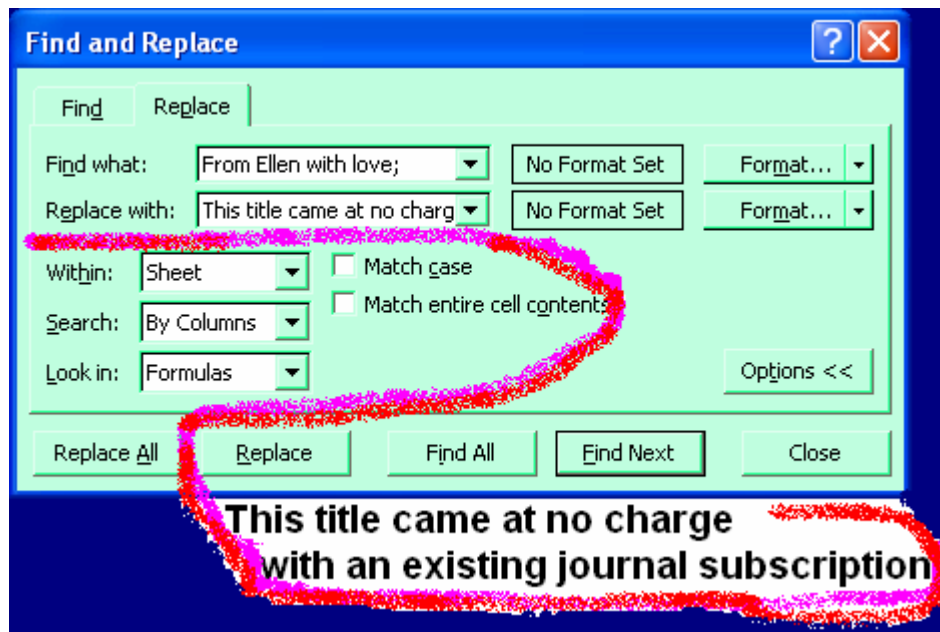 Find and Replace
Find Replace
Find what: From Ellen with love; No Format Set Format...
Replace with: This title came at no charg No Format Set Format...
Within: Sheet Match case
Match entire cell contents
Search: By Columns
Look in: Formulas Options <<
Replace All Replace Find All Find Next Close
This title came at no charge
with an existing journal subscription